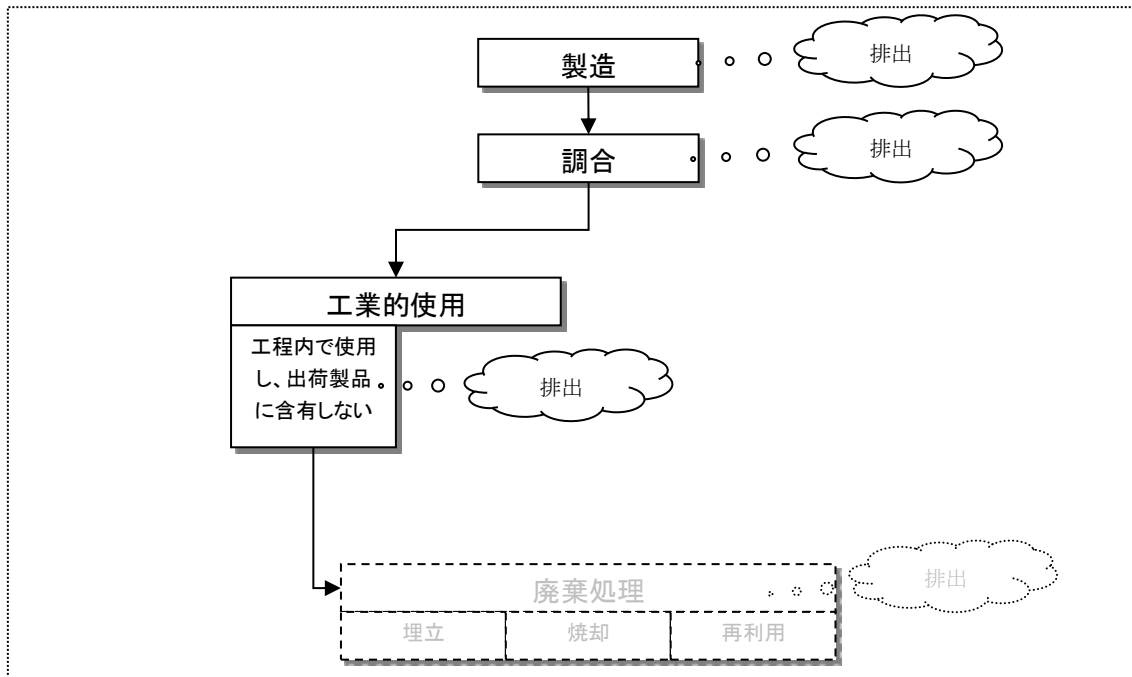 製造
排出
調合
排出
工業的使用
工程内で使用
し、出荷製品
に含有しない
排出
廃棄処理
排出
埋立
焼却
再利用